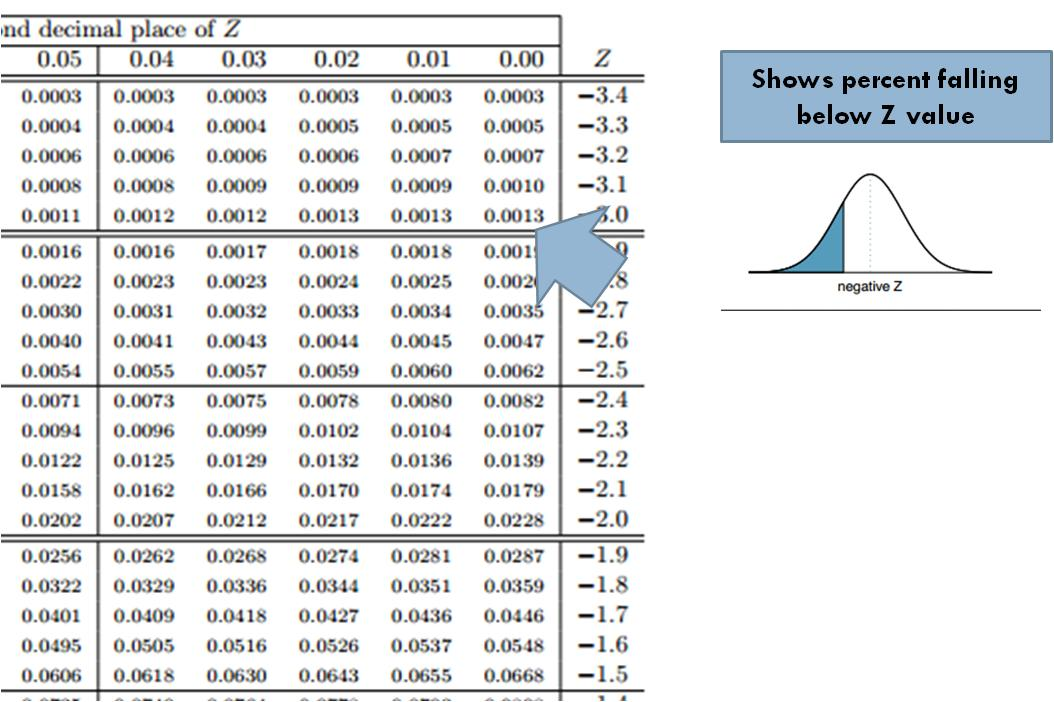 nd decimal place of Z
0.05 0.04 0.03 0.02 0.01 0.00 Z
0.0003 0.0003 0.0003 0.0003 0.0003 0.0003 −3.4
0.0004 0.0004 0.0004 0.0005 0.0005 0.0005 −3.3
0.0006 0.0006 0.0006 0.0006 0.0007 0.0007 −3.2
0.0008 0.0008 0.0009 0.0009 0.0009 0.0010 −3.1
0.0011 0.0012 0.0012 0.0013 0.0013 0.0013 −3.0
0.0016 0.0016 0.0017 0.0018 0.0018
0.0022 0.0023 0.0023 0.0024 0.0025
0.0030 0.0031 0.0032 0.0033 0.0034 0.0035 −2.7
0.0040 0.0041 0.0043 0.0044 0.0045 0.0047 −2.6
0.0054 0.0055 0.0057 0.0059 0.0060 0.0062 −2.5
0.0071 0.0073 0.0075 0.0078 0.0080 0.0082 −2.4
0.0094 0.0096 0.0099 0.0102 0.0104 0.0107 −2.3
0.0122 0.0125 0.0129 0.0132 0.0136 0.0139 −2.2
0.0158 0.0162 0.0166 0.0170 0.0174 0.0179 −2.1
0.0202 0.0207 0.0212 0.0217 0.0222 0.0228 −2.0
0.0256 0.0262 0.0268 0.0274 0.0281 0.0287 −1.9
0.0322 0.0329 0.0336 0.0344 0.0351 0.0359 −1.8
0.0401 0.0409 0.0418 0.0427 0.0436 0.0446 −1.7
0.0495 0.0505 0.0516 0.0526 0.0537 0.0548 −1.6
0.0606 0.0618 0.0630 0.0643 0.0655 0.0668 −1.5
Shows percent falling
below Z value
negative Z